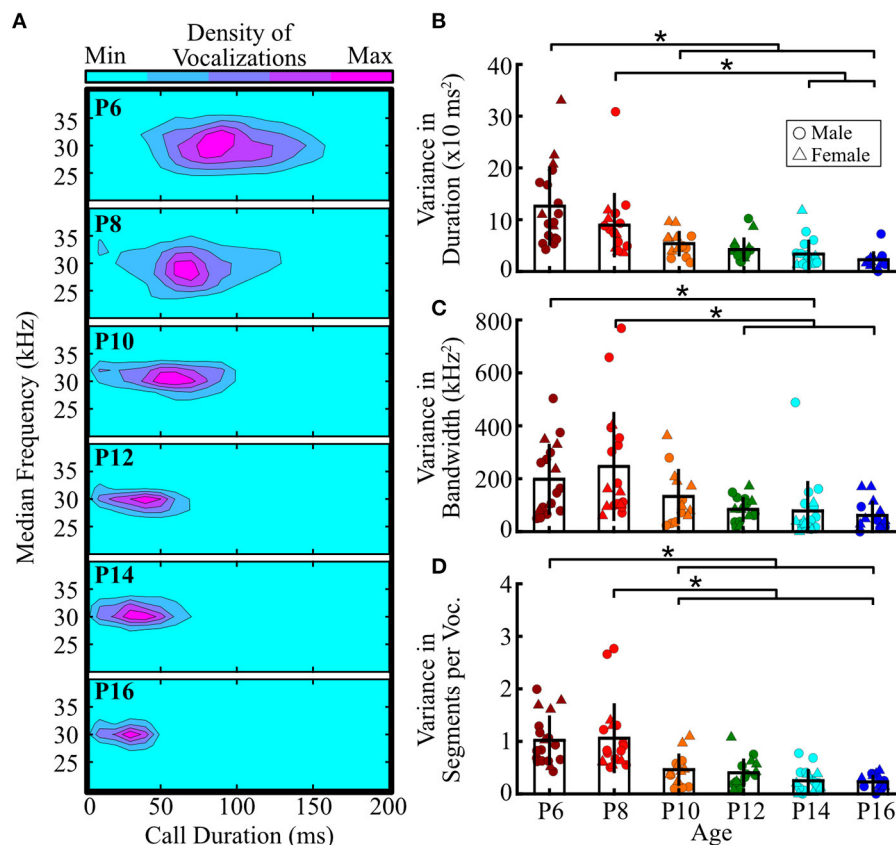 A
Density of
Vocalizations
Min
Max
P6
35
30
25
P8
35
30
25
P10
35
30
25
P12
35
30
25
P14
35
30
25
P16
35
30
25
Median Frequency (kHz)
0
50
100
150
200
Call Duration (ms)
B
*
*
Variance in
Duration (x10 ms²)
40
30
20
10
0
Male
Female
C
*
*
Variance in
Bandwidth (kHz²)
800
600
400
200
0
D
*
*
Variance in
Segments per Voc.
4
3
2
1
0
P6
P8
P10
P12
P14
P16
Age